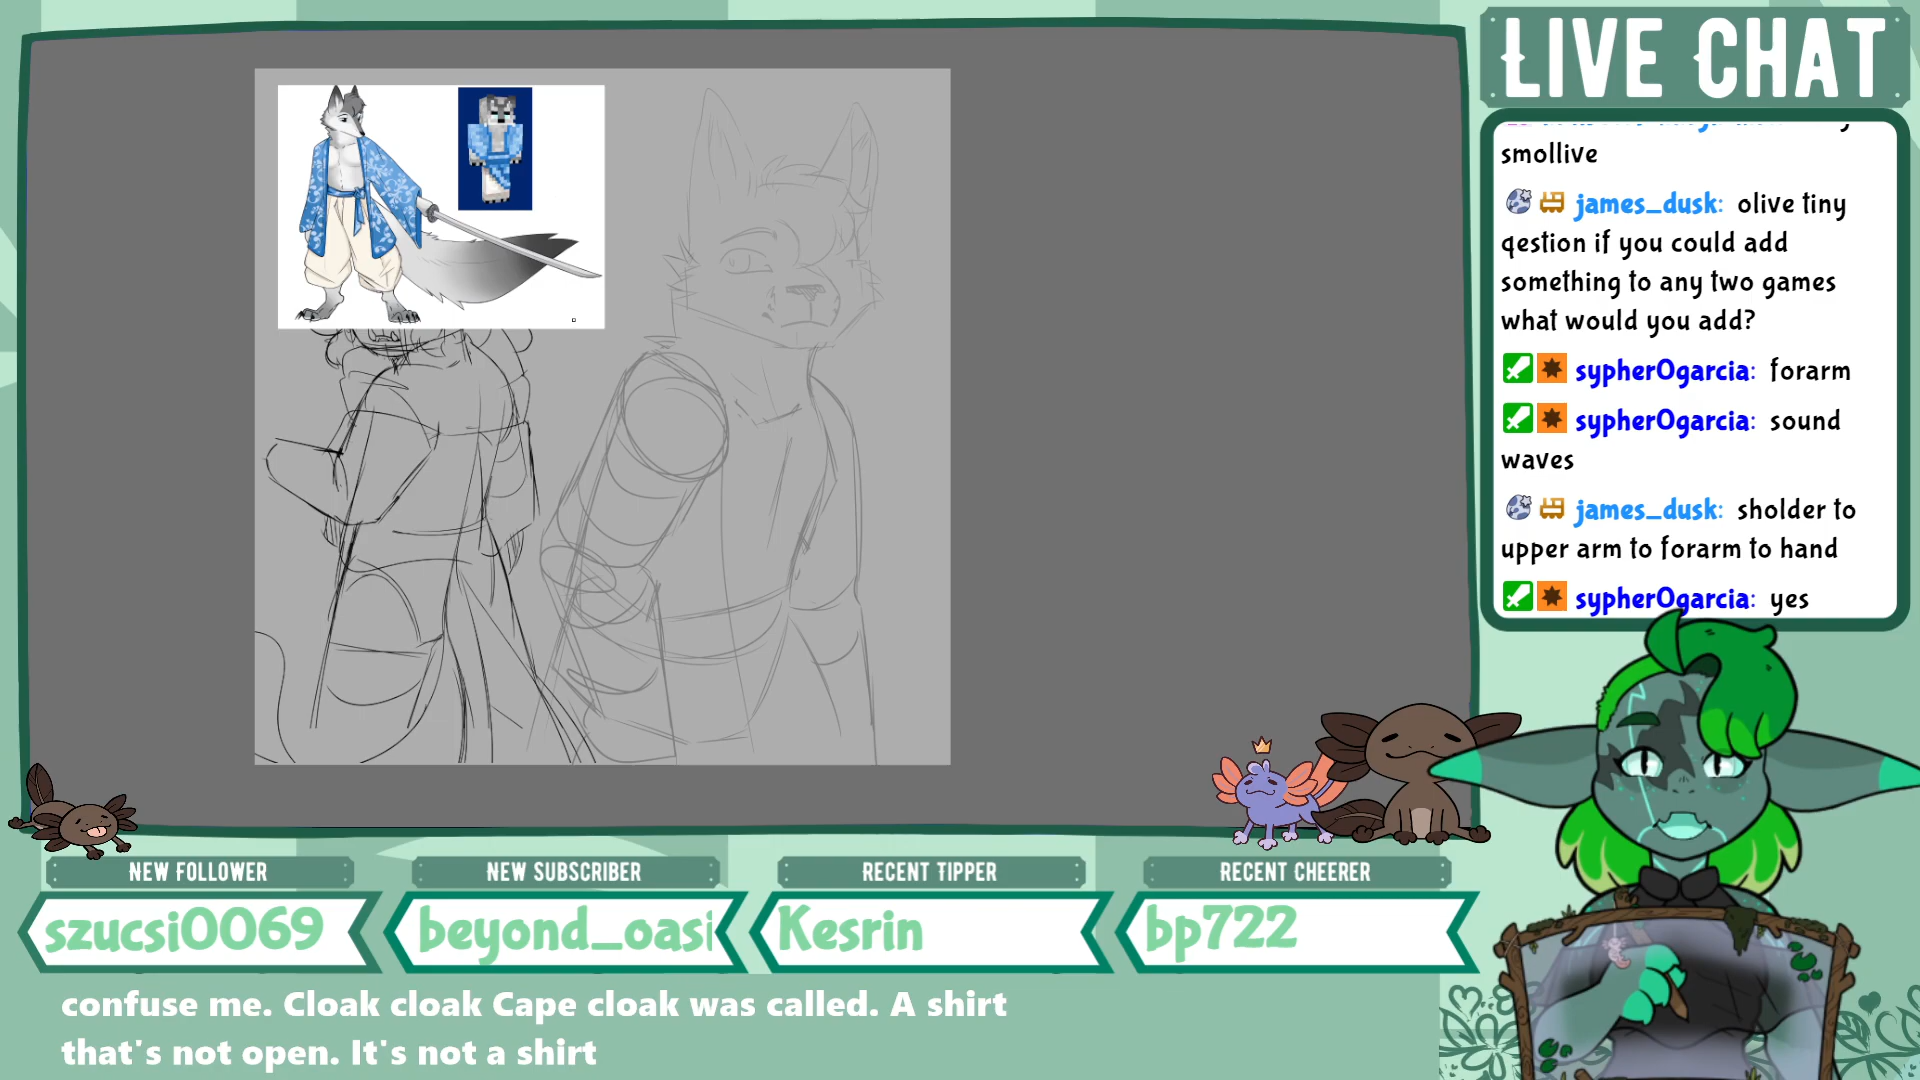 LIVE CHAT
smollive
james_dusk: olive tiny
qestion if you could add
something to any two games
what would you add?
sypher0garcia: forarm
sypher0garcia: sound
waves
james_dusk: sholder to
upper arm to forarm to hand
sypher0garcia: yes
NEW FOLLOWER
NEW SUBSCRIBER
RECENT TIPPER
RECENT CHEERER
szucsi0069
beyond_oasi
Kesrin
bp722
confuse me. Cloak cloak Cape cloak was called. A shirt
that's not open. It's not a shirt